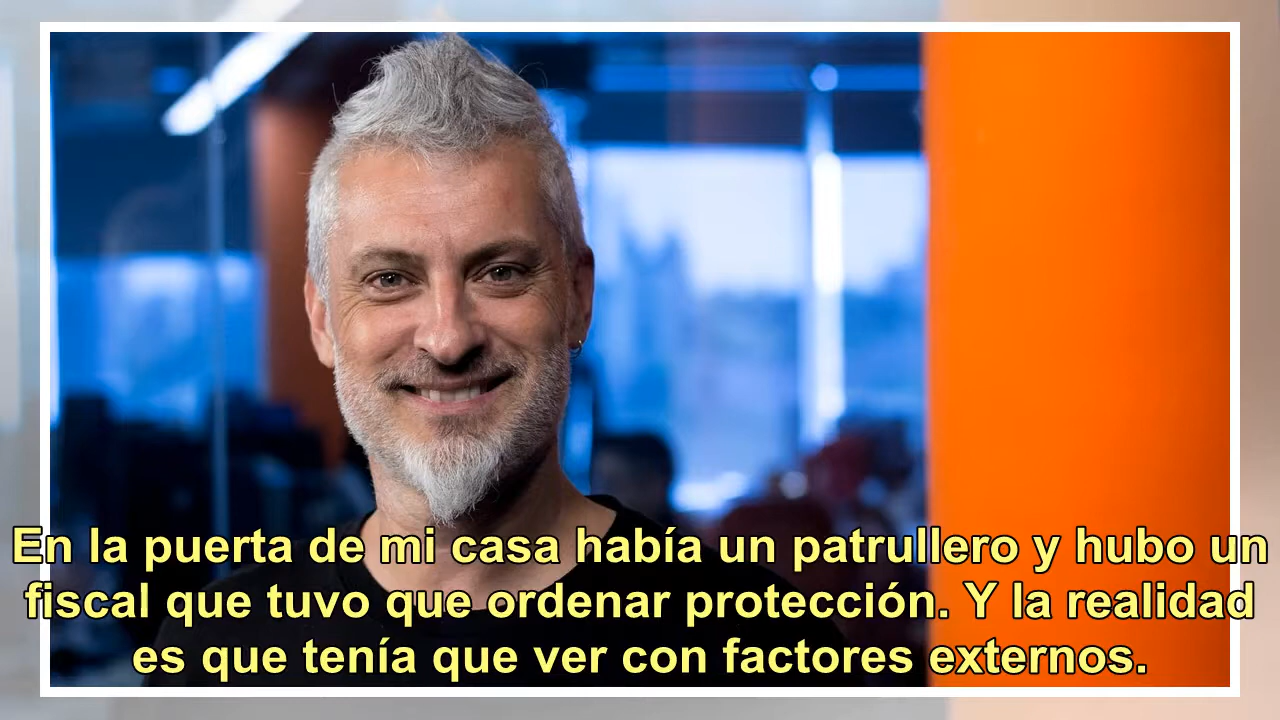 En la puerta de mi casa había un patrullero y hubo un
fiscal que tuvo que ordenar protección. Y la realidad
es que tenía que ver con factores externos.